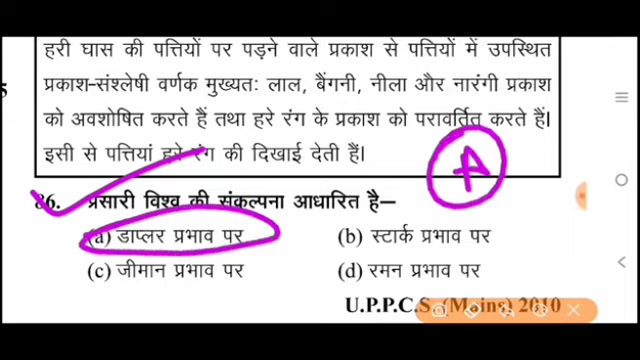 हरी घास की पत्तियों पर पड़ने वाले प्रकाश से पत्तियों में उपस्थित
प्रकाश-संश्लेषी वर्णक मुख्यतः लाल, बैंगनी, नीला और नारंगी प्रकाश
को अवशोषित करते हैं तथा हरे रंग के प्रकाश को परावर्तित करते हैं।
इसी से पत्तियां हरे रंग की दिखाई देती हैं।
5
A
86. प्रसारी विश्व की संकल्पना आधारित है–
(a) डाप्लर प्रभाव पर (b) स्टार्क प्रभाव पर
(c) जीमान प्रभाव पर (d) रमन प्रभाव पर
U.P.P.C.S. (Mains) 2010